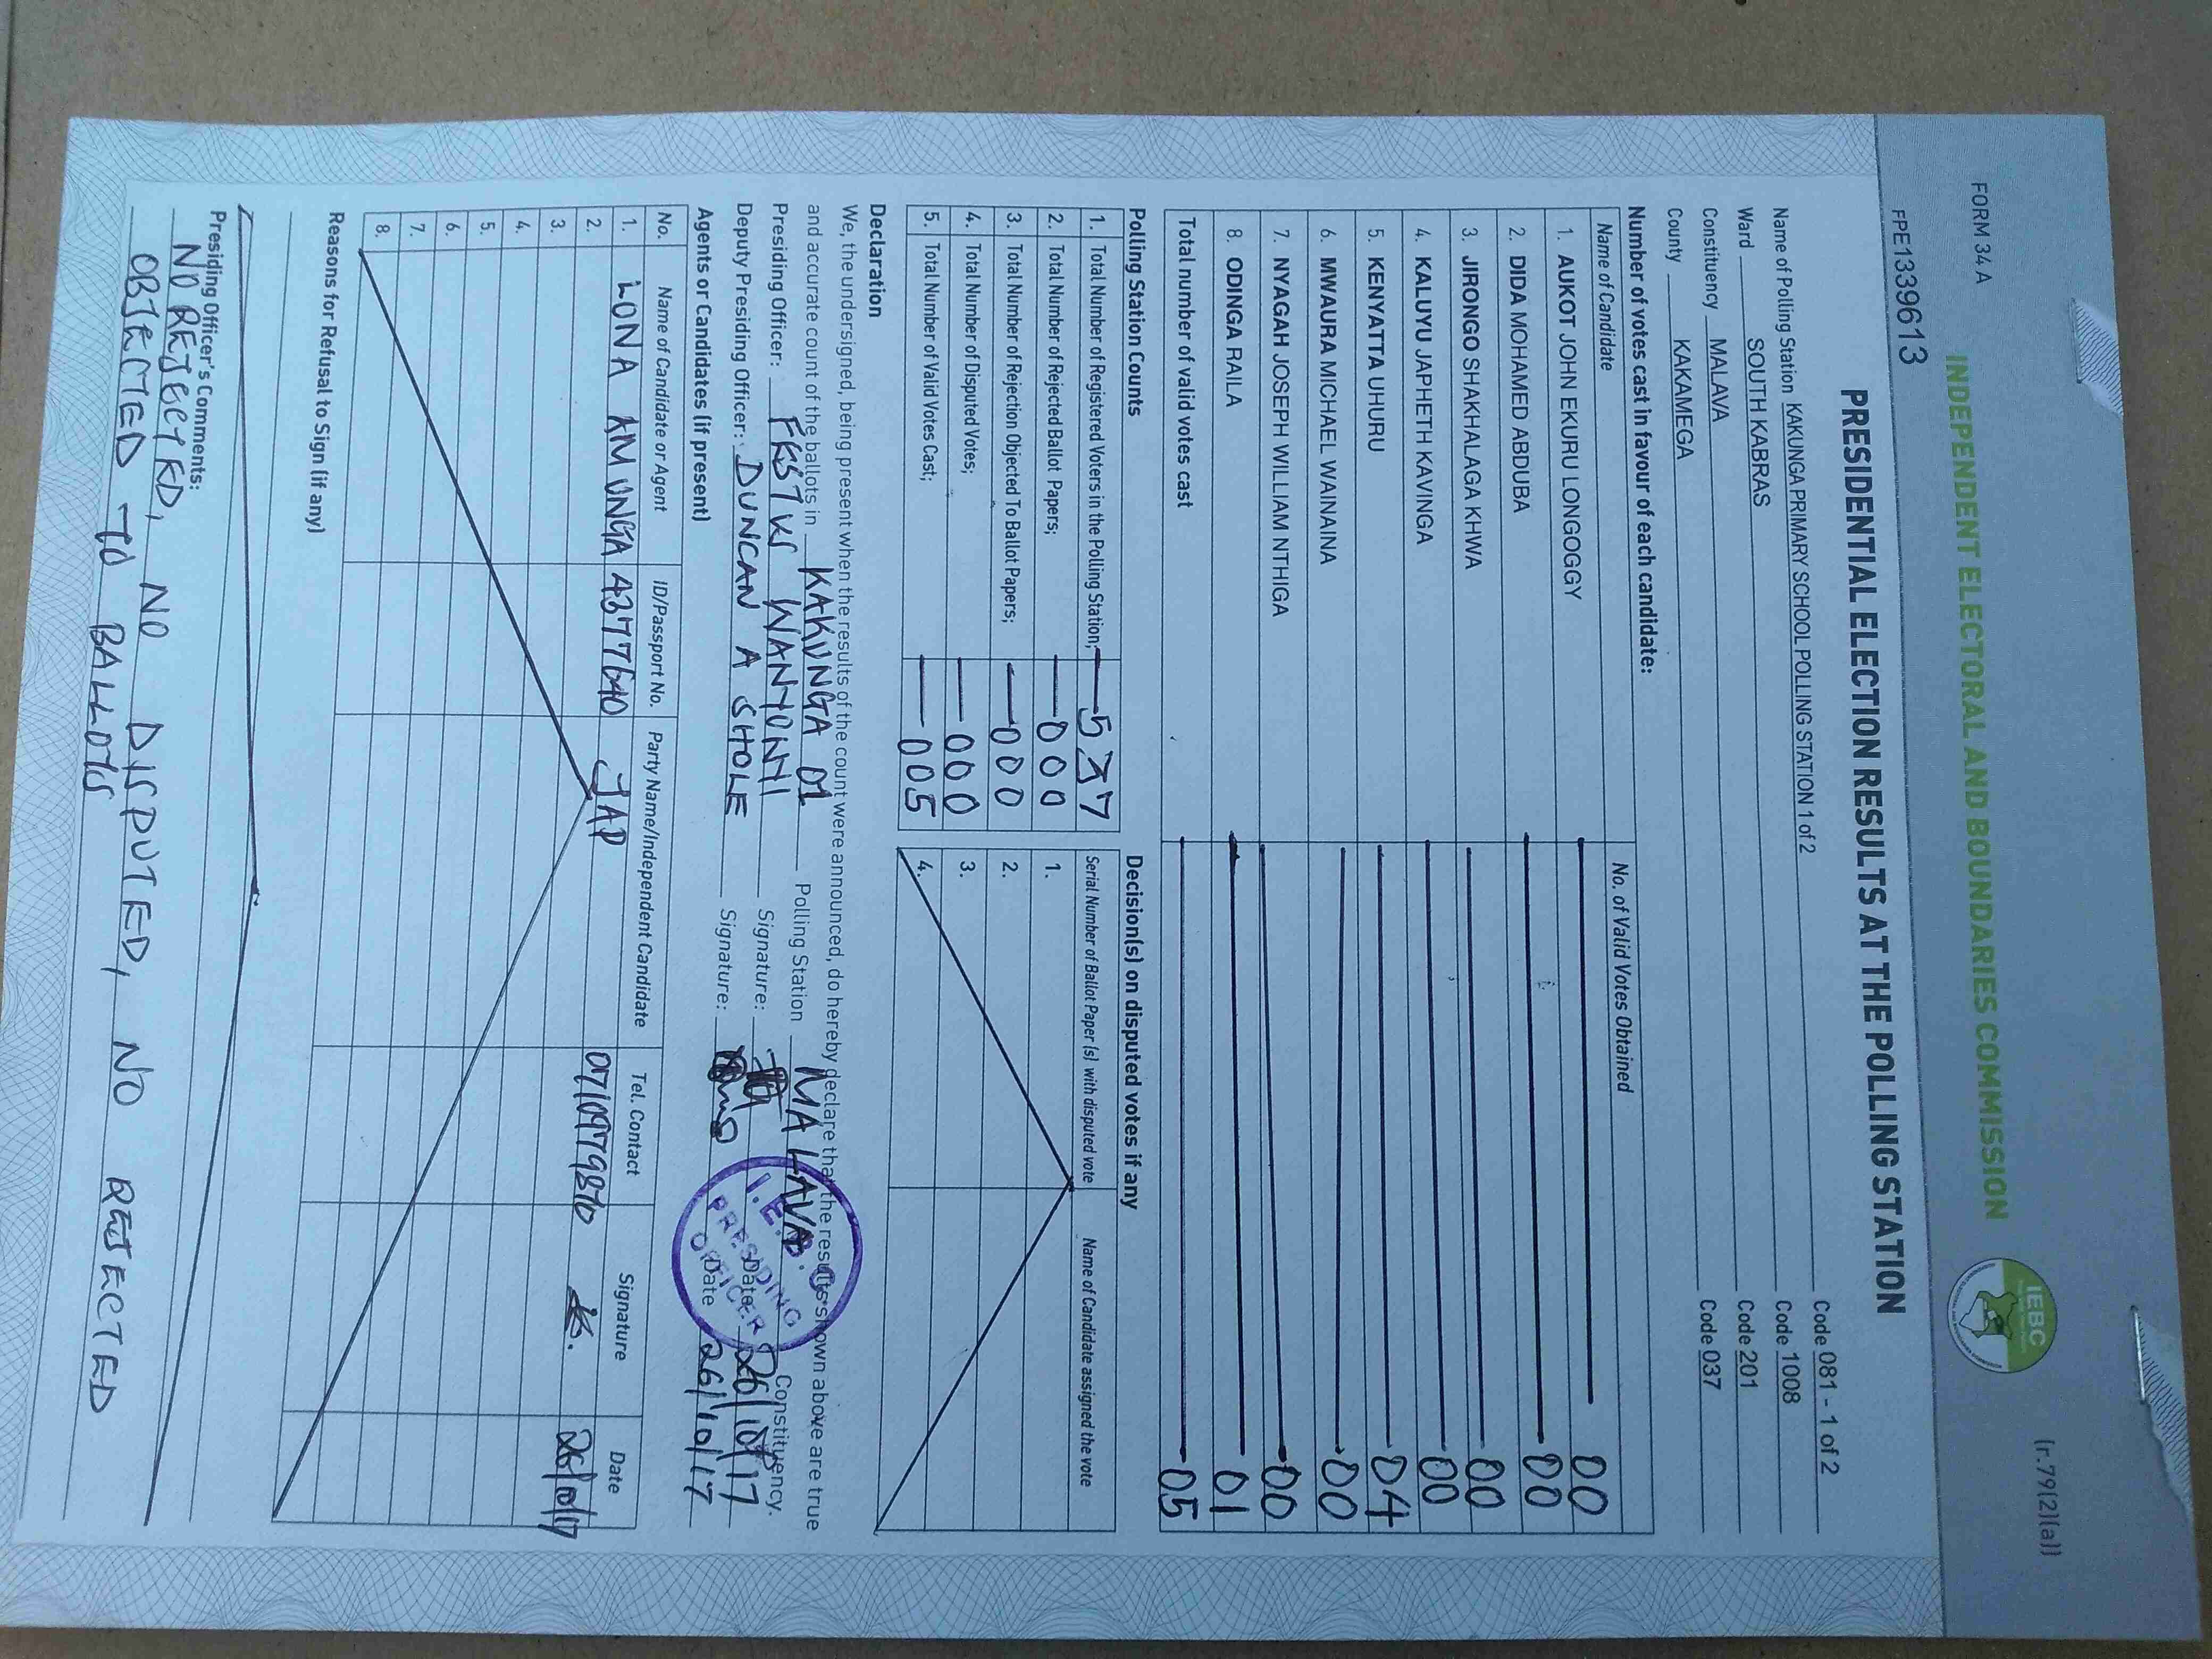 FORM 34 A
(r.79(2)(a))
INDEPENDENT ELECTORAL AND BOUNDARIES COMMISSION
IEBC
FPE1339613
PRESIDENTIAL ELECTION RESULTS AT THE POLLING STATION
Name of Polling Station KAKUNGA PRIMARY SCHOOL POLLING STATION 1 of 2 Code 081 - 1 of 2
Ward SOUTH KABRAS Code 1008
Constituency MALAVA Code 201
County KAKAMEGA Code 037
Number of votes cast in favour of each candidate:
Name of Candidate No. of Valid Votes Obtained
1. AUKOT JOHN EKURU LONGOGGY 00
2. DIDA MOHAMED ABDUBA 00
3. JIRONGO SHAKHALAGA KHWA 00
4. KALUYU JAPHETH KAVINGA 00
5. KENYATTA UHURU 04
6. MWAURA MICHAEL WAINAINA 00
7. NYAGAH JOSEPH WILLIAM NTHIGA 00
8. ODINGA RAILA 01
Total number of valid votes cast 05
Polling Station Counts
1. Total Number of Registered Voters in the Polling Station;
2. Total Number of Rejected Ballot Papers; 000
3. Total Number of Rejection Objected To Ballot Papers; 000
4. Total Number of Disputed Votes; 000
5. Total Number of Valid Votes Cast; 005
Decision(s) on disputed votes if any
Serial Number of Ballot Paper (s) with disputed vote Name of Candidate assigned the vote
1.
2.
3.
4.
Declaration
We, the undersigned, being present when the results of the count were announced, do hereby declare that the results shown above are true
and accurate count of the ballots in KAKUNGA 01 Polling Station MALAVA Constituency.
Presiding Officer: WANYONYI Signature: Date 26/10/17
Deputy Presiding Officer: DUNCAN A SHOLE Signature: Date 26/10/17
I.E.B.C
PRESIDING
OFFICER
Agents or Candidates (if present)
No. Name of Candidate or Agent ID/Passport No. Party Name/Independent Candidate Tel. Contact Signature Date
1. LONA AMUNGA 4377640 JAP 26/10/17
2.
3.
4.
5.
6.
7.
8.
Reasons for Refusal to Sign (if any)
Presiding Officer's Comments:
NO REJECTED, NO DISPUTED, NO REJECTED
OBJECTED TO BALLOTS